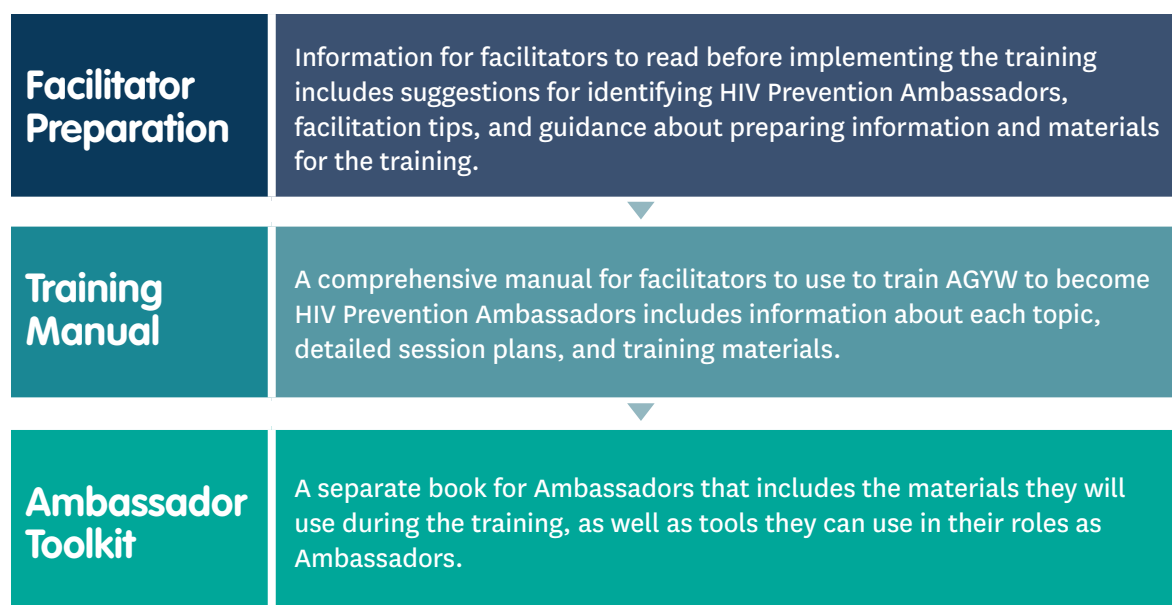 Facilitator
Preparation
Information for facilitators to read before implementing the training
includes suggestions for identifying HIV Prevention Ambassadors,
facilitation tips, and guidance about preparing information and materials
for the training.
Training
Manual
A comprehensive manual for facilitators to use to train AGYW to become
HIV Prevention Ambassadors includes information about each topic,
detailed session plans, and training materials.
Ambassador
Toolkit
A separate book for Ambassadors that includes the materials they will
use during the training, as well as tools they can use in their roles as
Ambassadors.